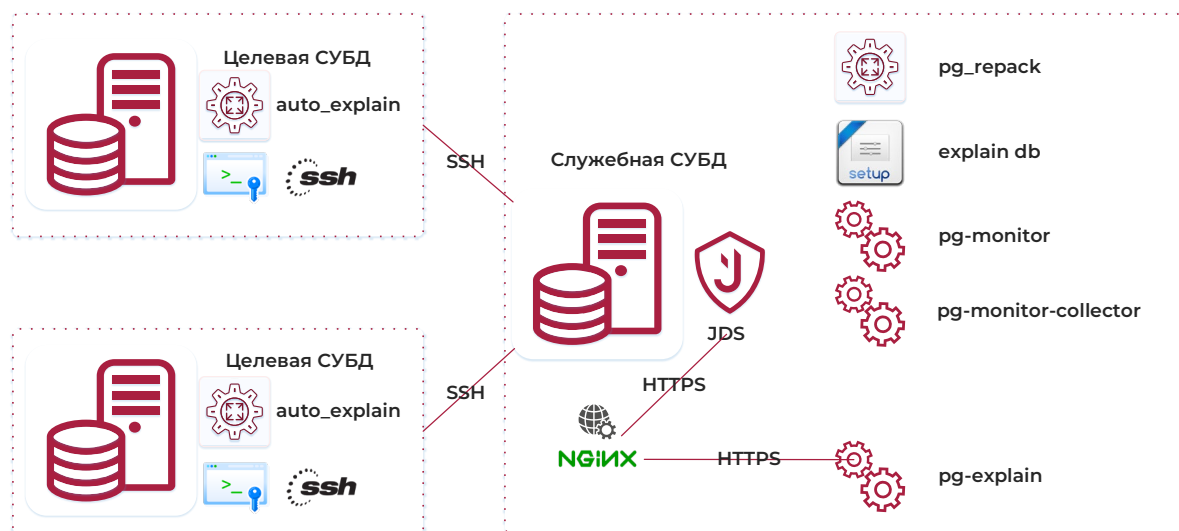 Целевая СУБД
auto_explain
>_
ssh
SSH
Целевая СУБД
auto_explain
>_
ssh
SSH
Служебная СУБД
JDS
HTTPS
NGINX
HTTPS
pg_repack
setup
explain db
pg-monitor
pg-monitor-collector
pg-explain